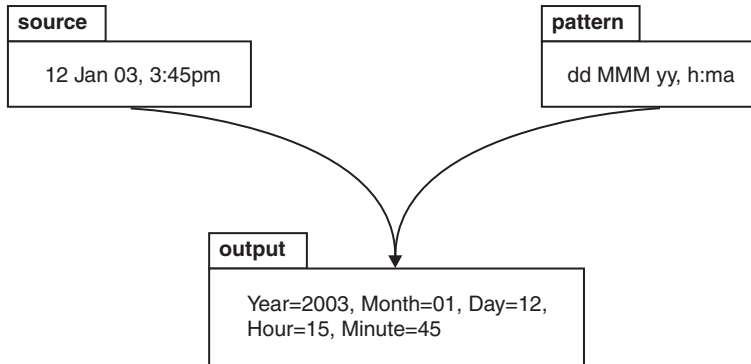 source
12 Jan 03, 3:45pm
pattern
dd MMM yy, h:ma
output
Year=2003, Month=01, Day=12,
Hour=15, Minute=45